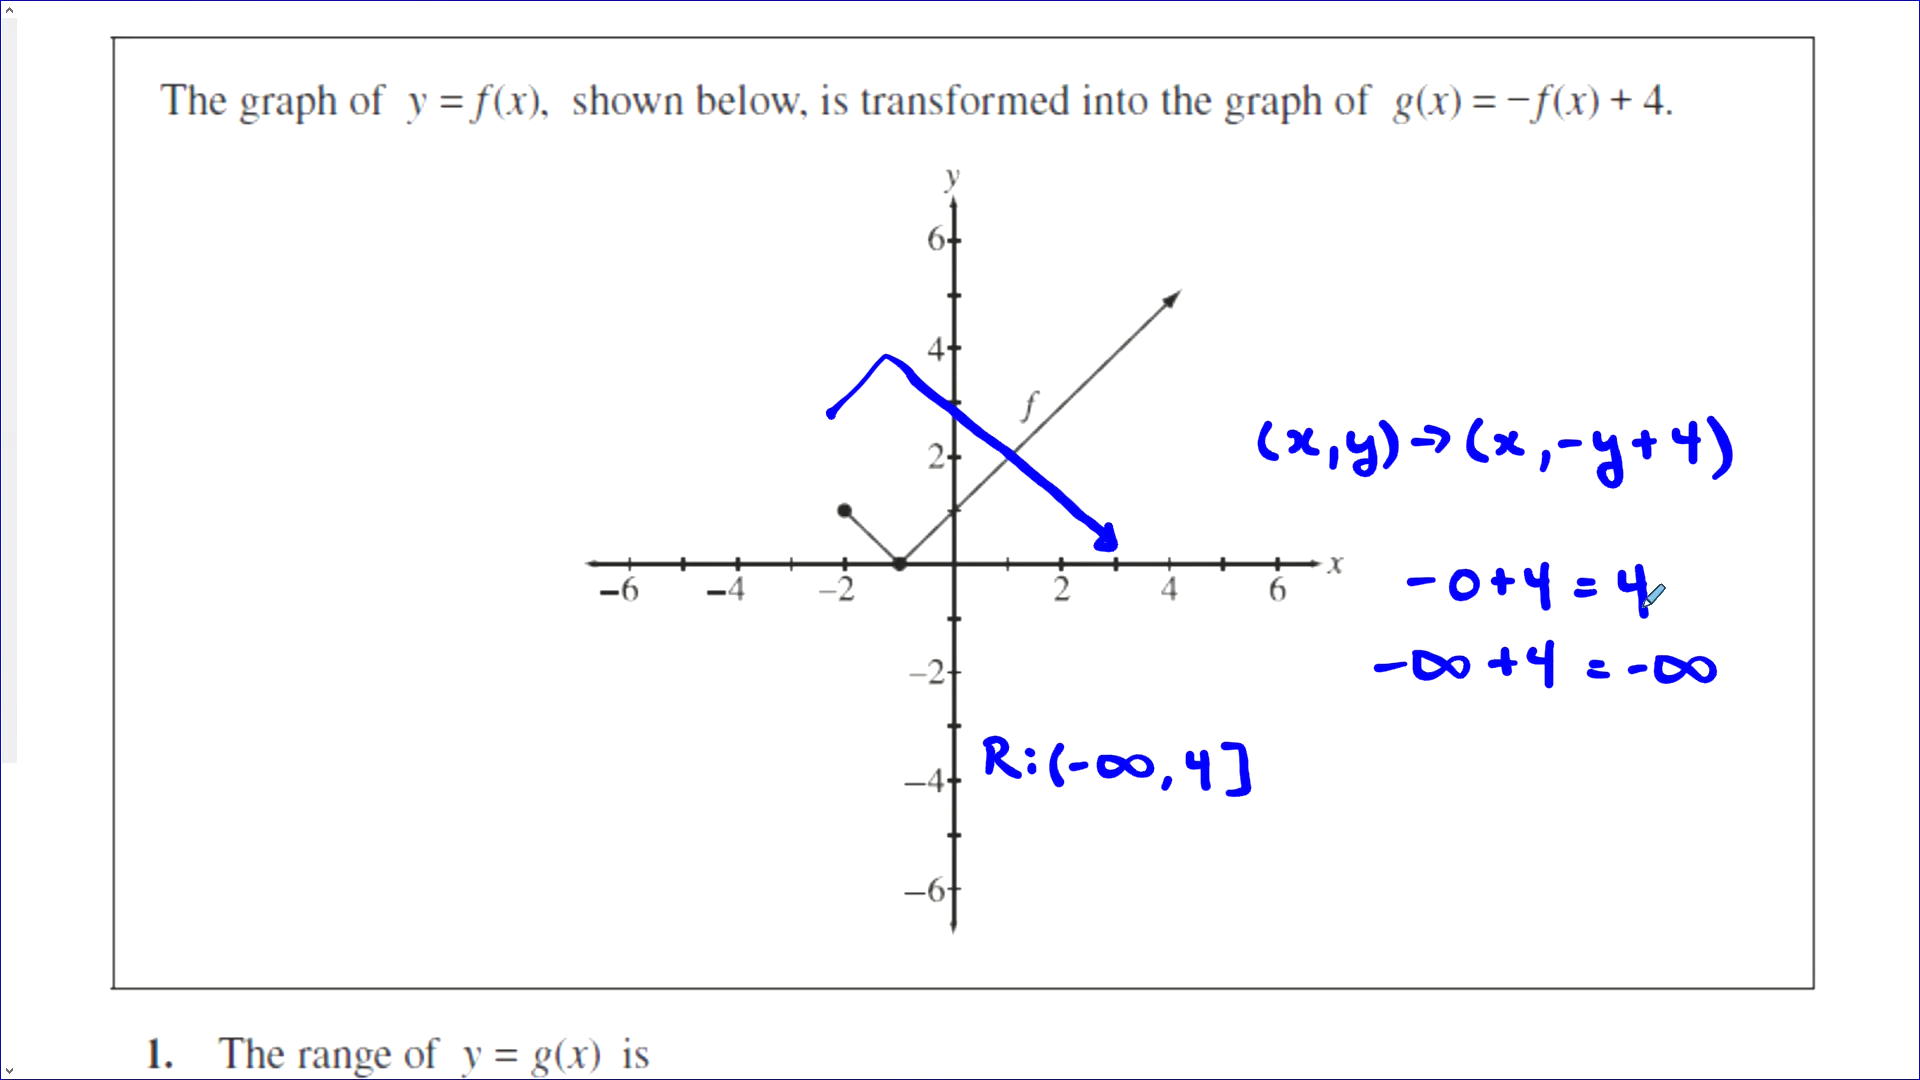 The graph of y = f(x), shown below, is transformed into the graph of g(x) = −f(x) + 4.
y
6
4
f
2
(x,y)→(x,-y+4)
x
−6 −4 −2 2 4 6
-0+4=4
−2
-∞+4=-∞
R:(-∞,4]
−4
−6
1. The range of y = g(x) is